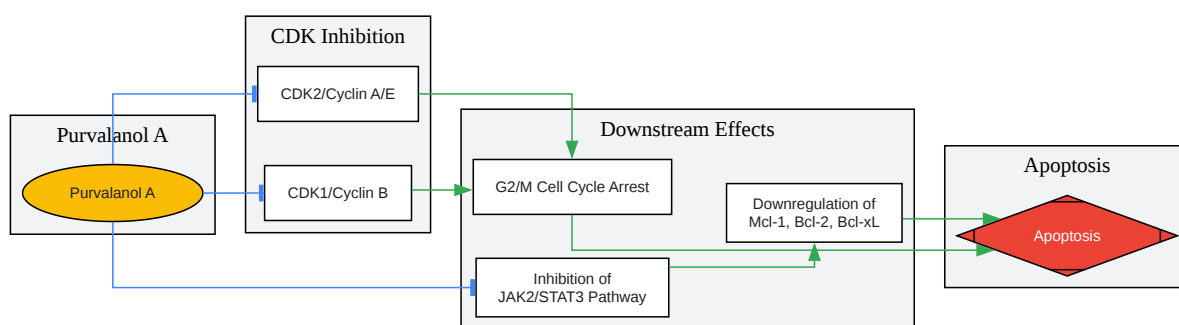 CDK Inhibition
CDK2/Cyclin A/E
Purvalanol A
Downstream Effects
Purvalanol A
CDK1/Cyclin B
G2/M Cell Cycle Arrest
Downregulation of
Mcl-1, Bcl-2, Bcl-xL
Inhibition of
JAK2/STAT3 Pathway
Apoptosis
Apoptosis